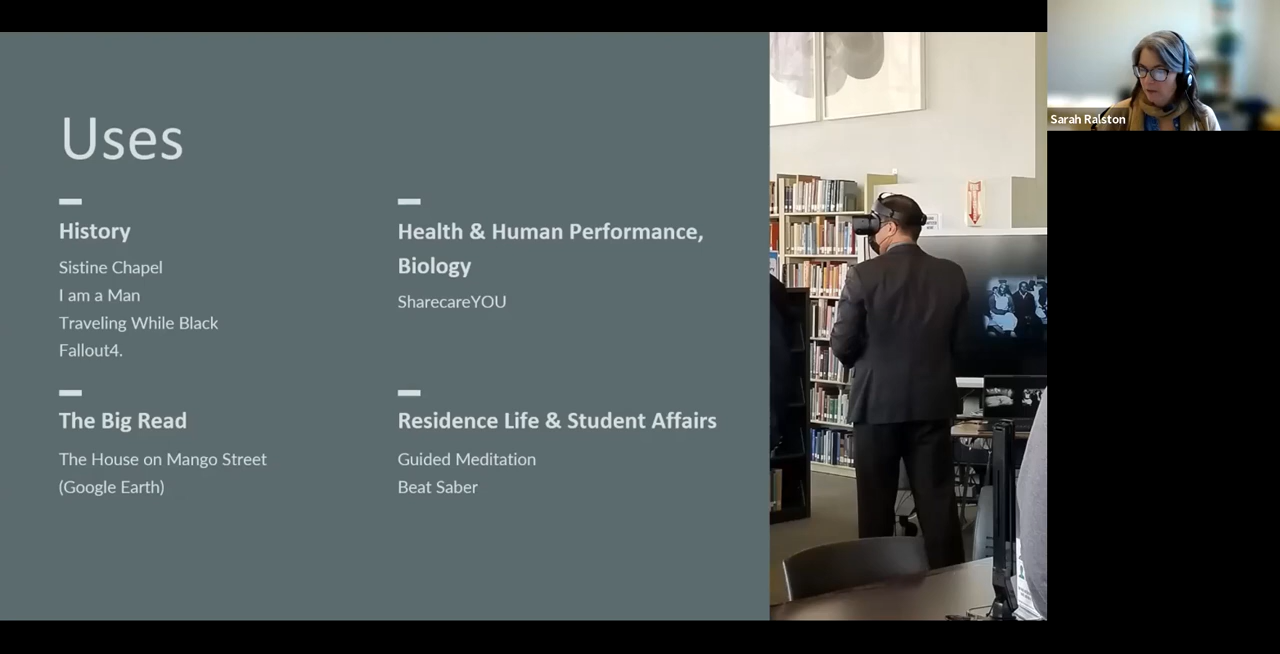 Uses
History
Sistine Chapel
I am a Man
Traveling While Black
Fallout4.
Health & Human Performance,
Biology
SharecareYOU
The Big Read
The House on Mango Street
(Google Earth)
Residence Life & Student Affairs
Guided Meditation
Beat Saber
Sarah Ralston